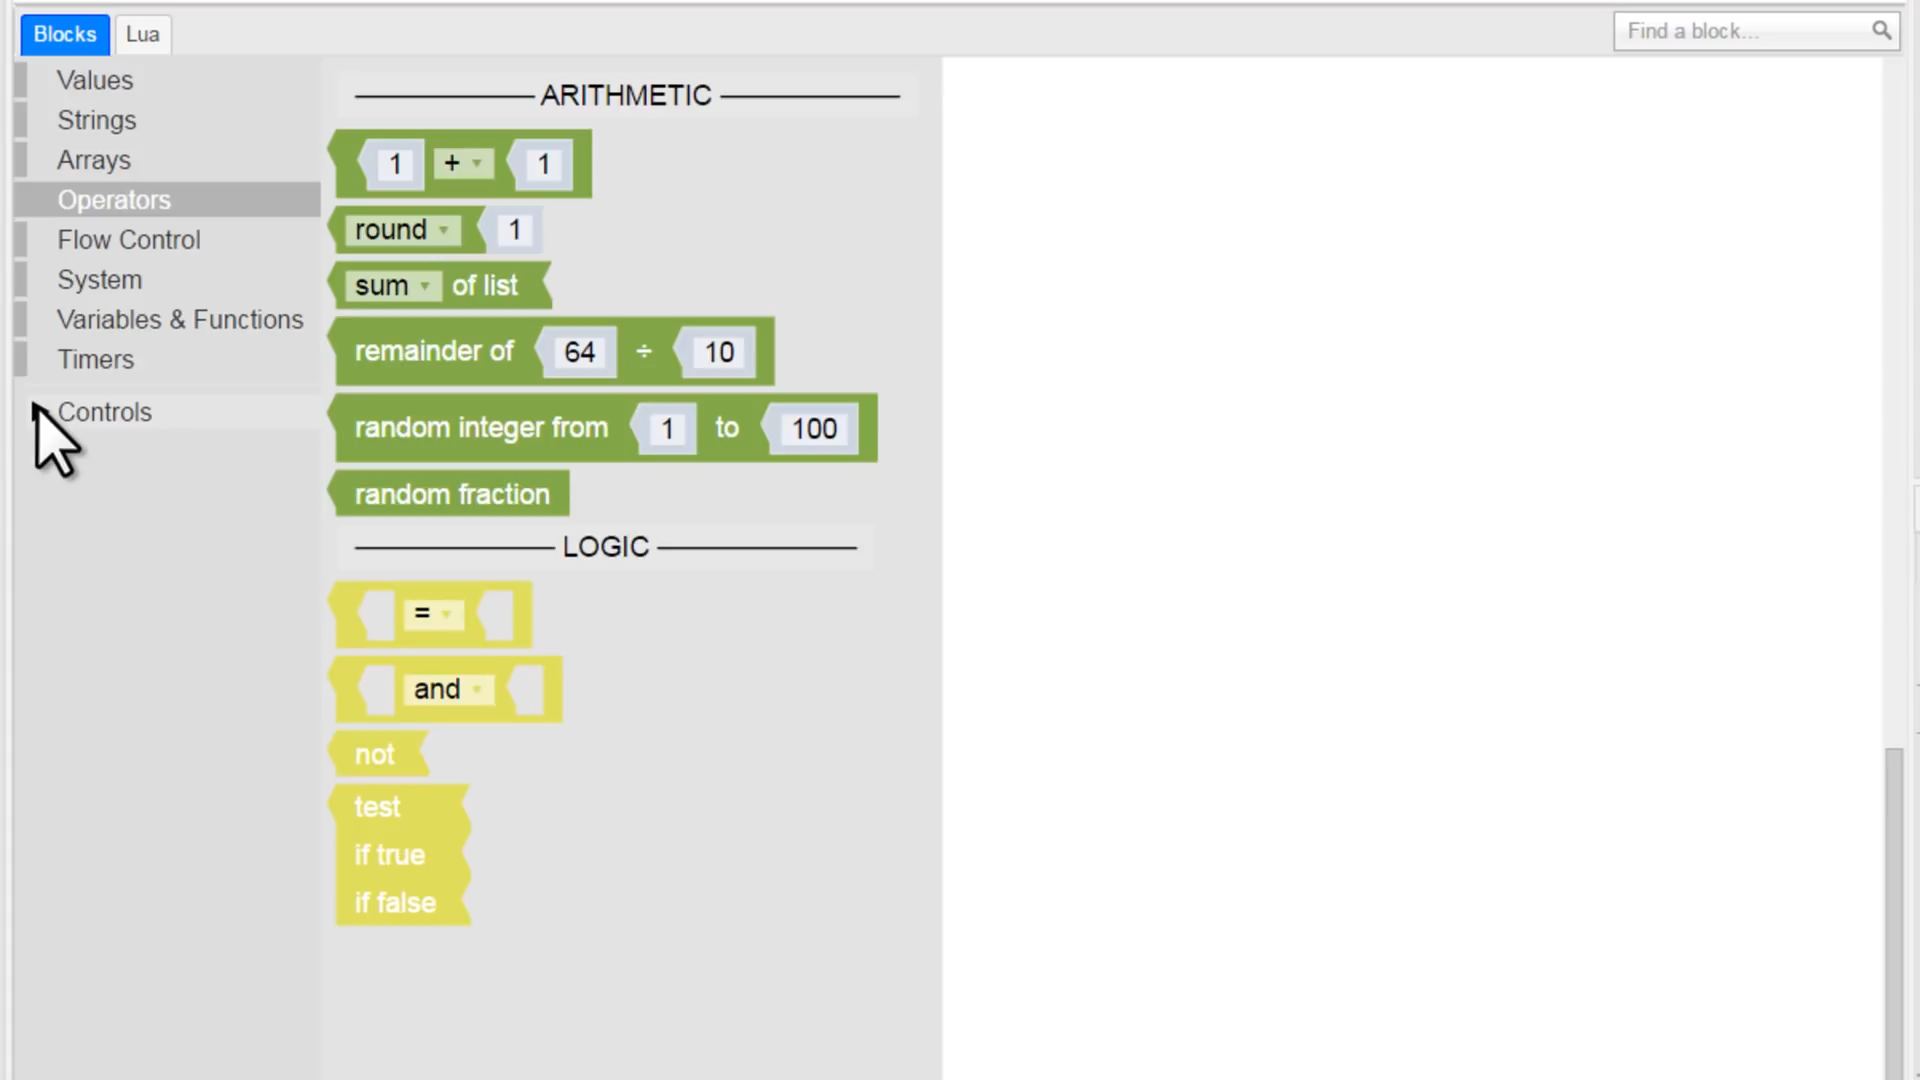 Blocks Lua
Find a block...
Values
Strings
Arrays
Operators
Flow Control
System
Variables & Functions
Timers
Controls
ARITHMETIC
1 + 1
round 1
sum of list
remainder of 64 ÷ 10
random integer from 1 to 100
random fraction
LOGIC
=
and
not
test
if true
if false